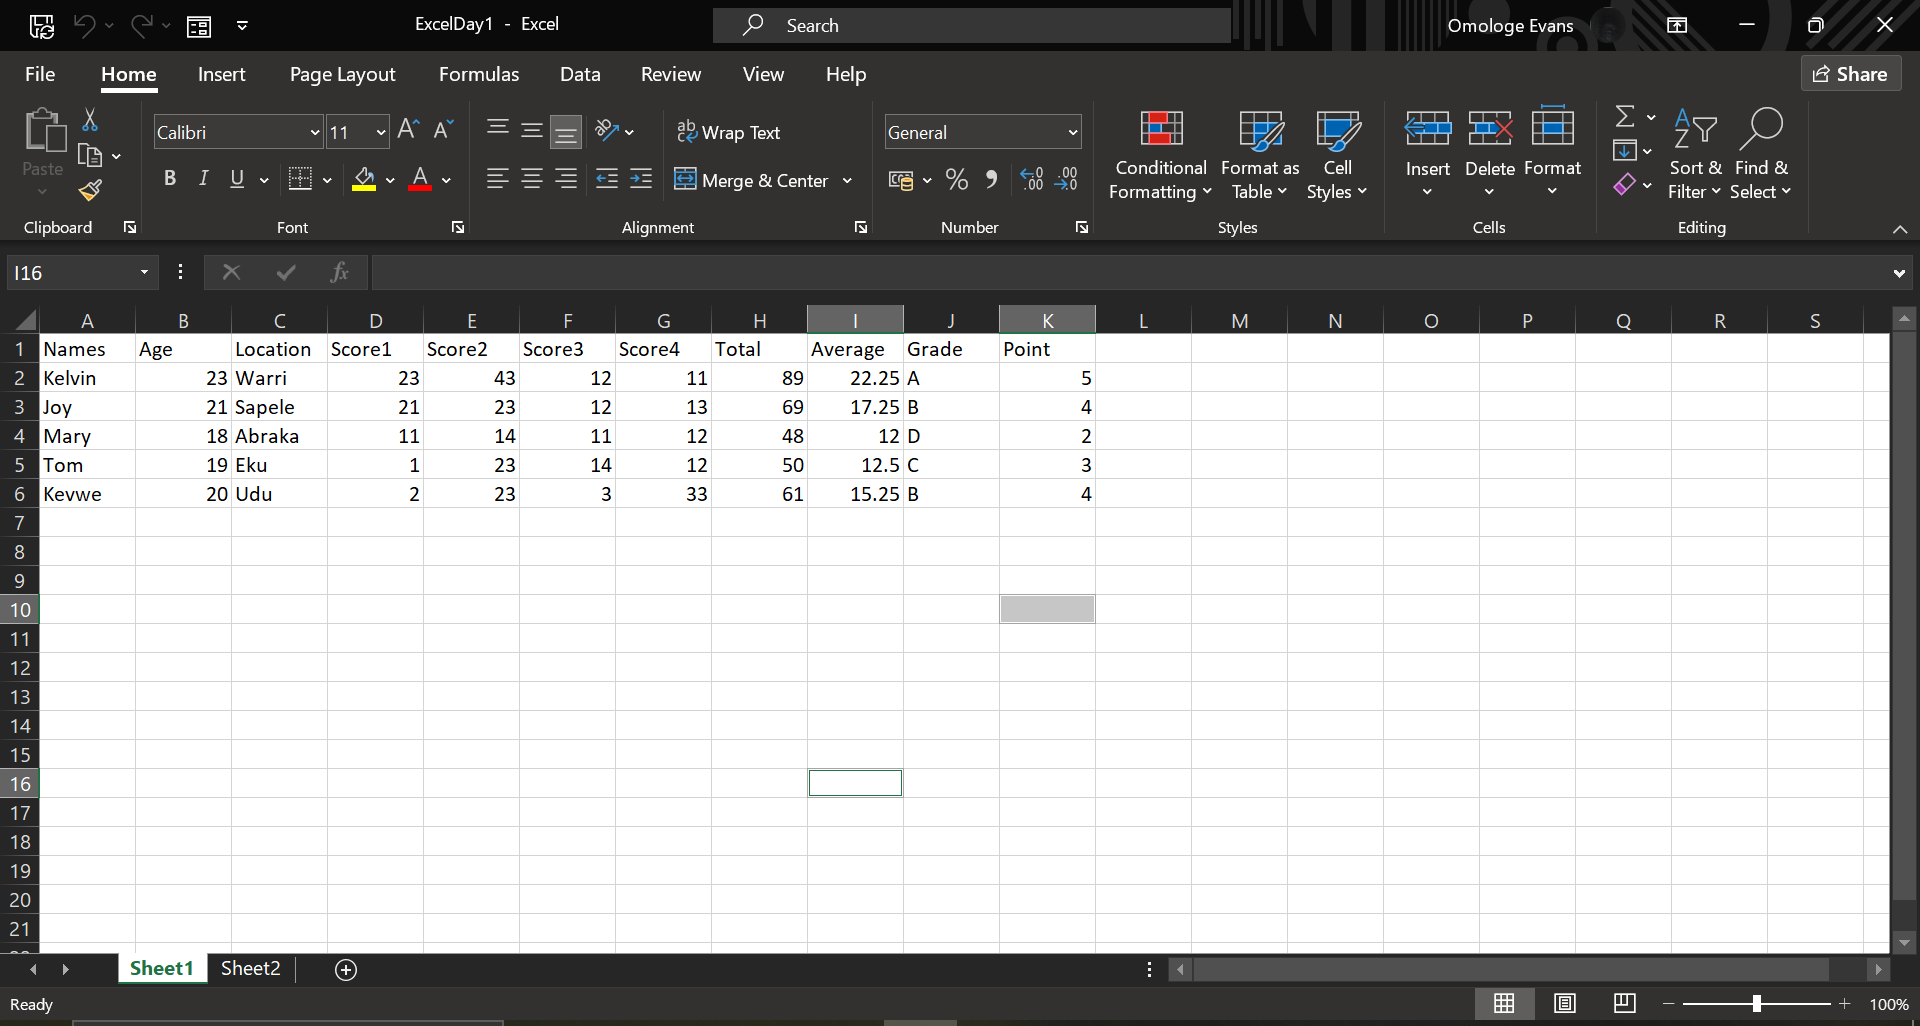 ExcelDay1 - Excel
Search
Omologe Evans
File Home Insert Page Layout Formulas Data Review View Help
Share
Paste
Calibri 11
B I U A
ab Wrap Text
Merge & Center
General
Conditional Formatting
Format as Table
Cell Styles
Insert Delete Format
Sort & Filter
Find & Select
Clipboard Font Alignment Number Styles Cells Editing
I16 fx
A B C D E F G H I J K L M N O P Q R S
1 Names Age Location Score1 Score2 Score3 Score4 Total Average Grade Point
2 Kelvin 23 Warri 23 43 12 11 89 22.25 A 5
3 Joy 21 Sapele 21 23 12 13 69 17.25 B 4
4 Mary 18 Abraka 11 14 11 12 48 12 D 2
5 Tom 19 Eku 1 23 14 12 50 12.5 C 3
6 Kevwe 20 Udu 2 23 3 33 61 15.25 B 4
7
8
9
10
11
12
13
14
15
16
17
18
19
20
21
Sheet1 Sheet2
Ready 100%